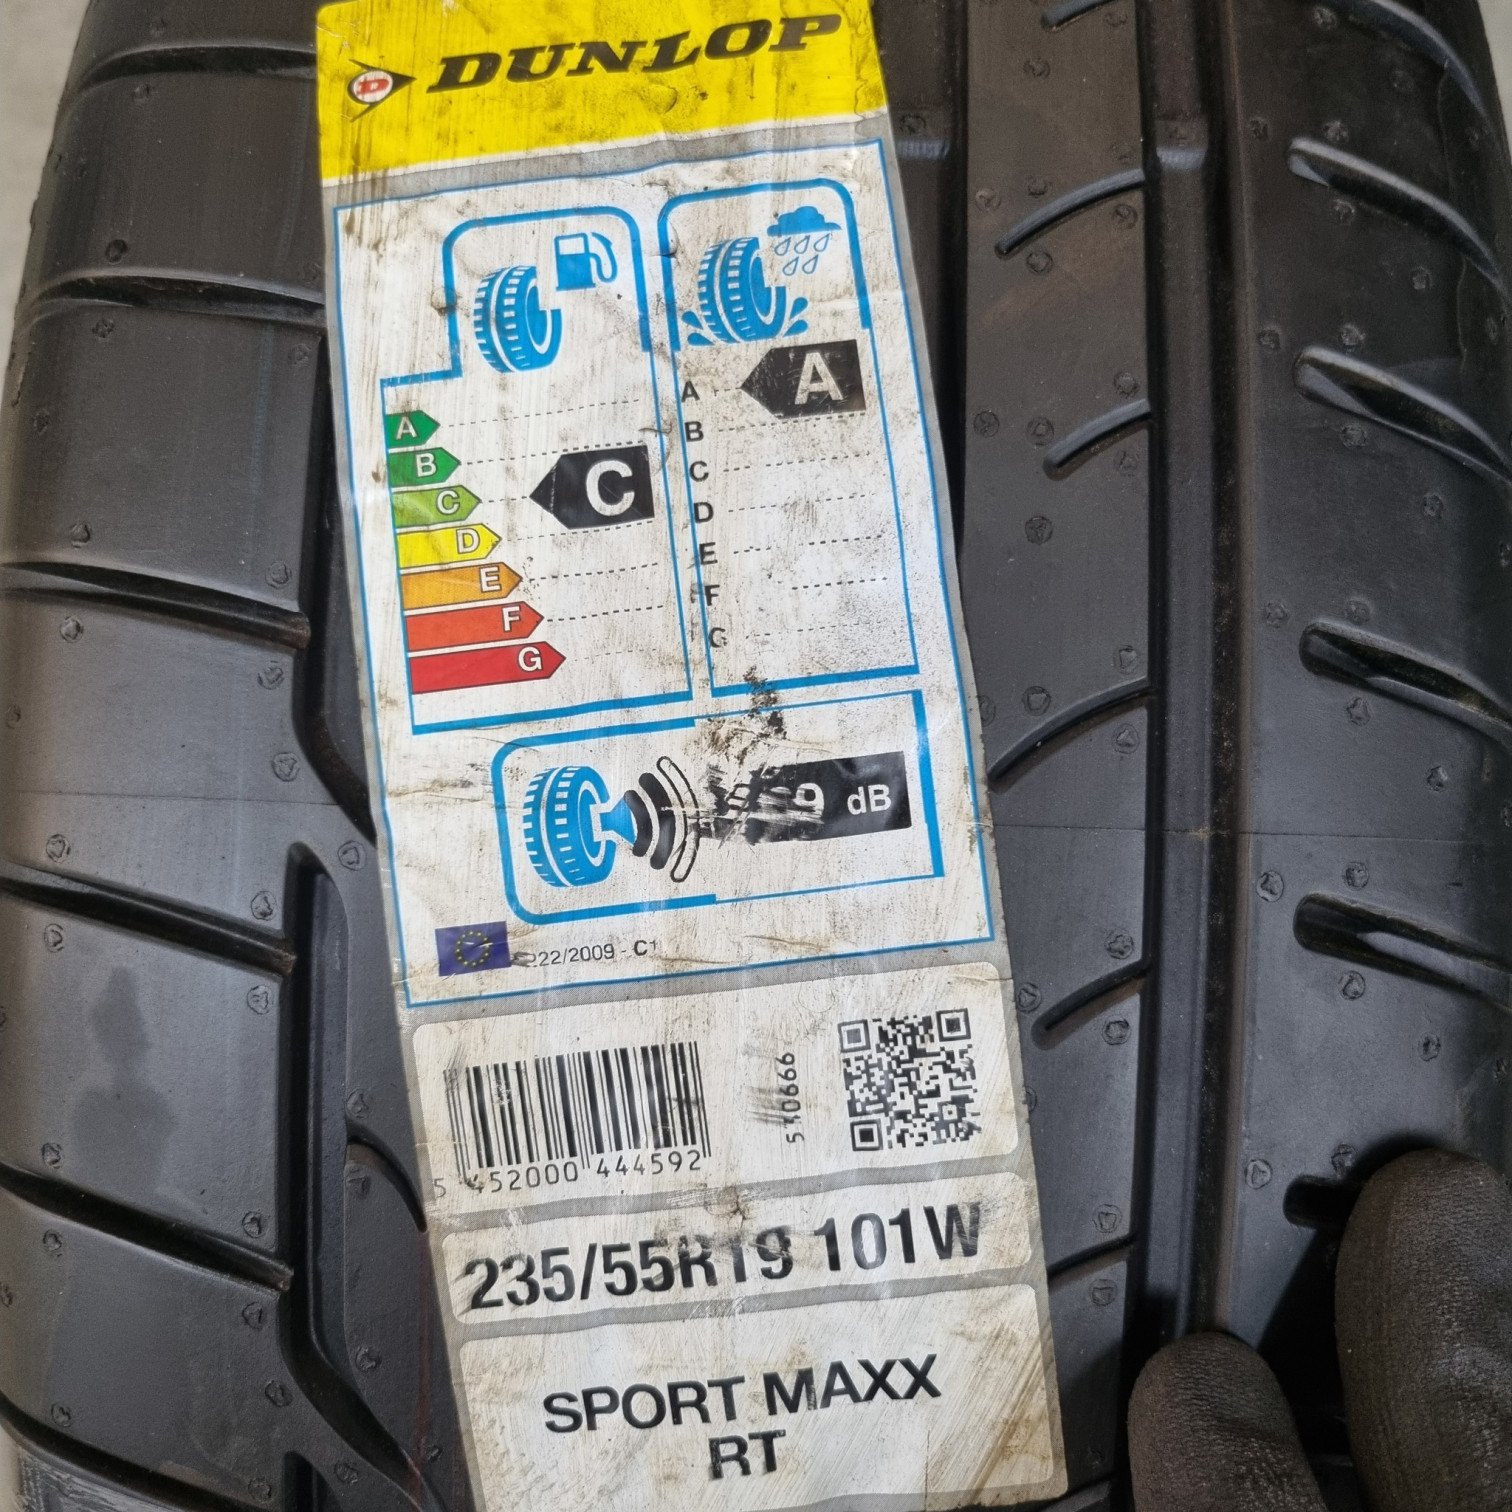 D DUNLOP
A
A
A
B
B
C
C
C
D
D
E
E
F
F
G
G
dB
22/2009 - C1
510666
5 452000 444592
235/55R19 101W
SPORT MAXX
RT